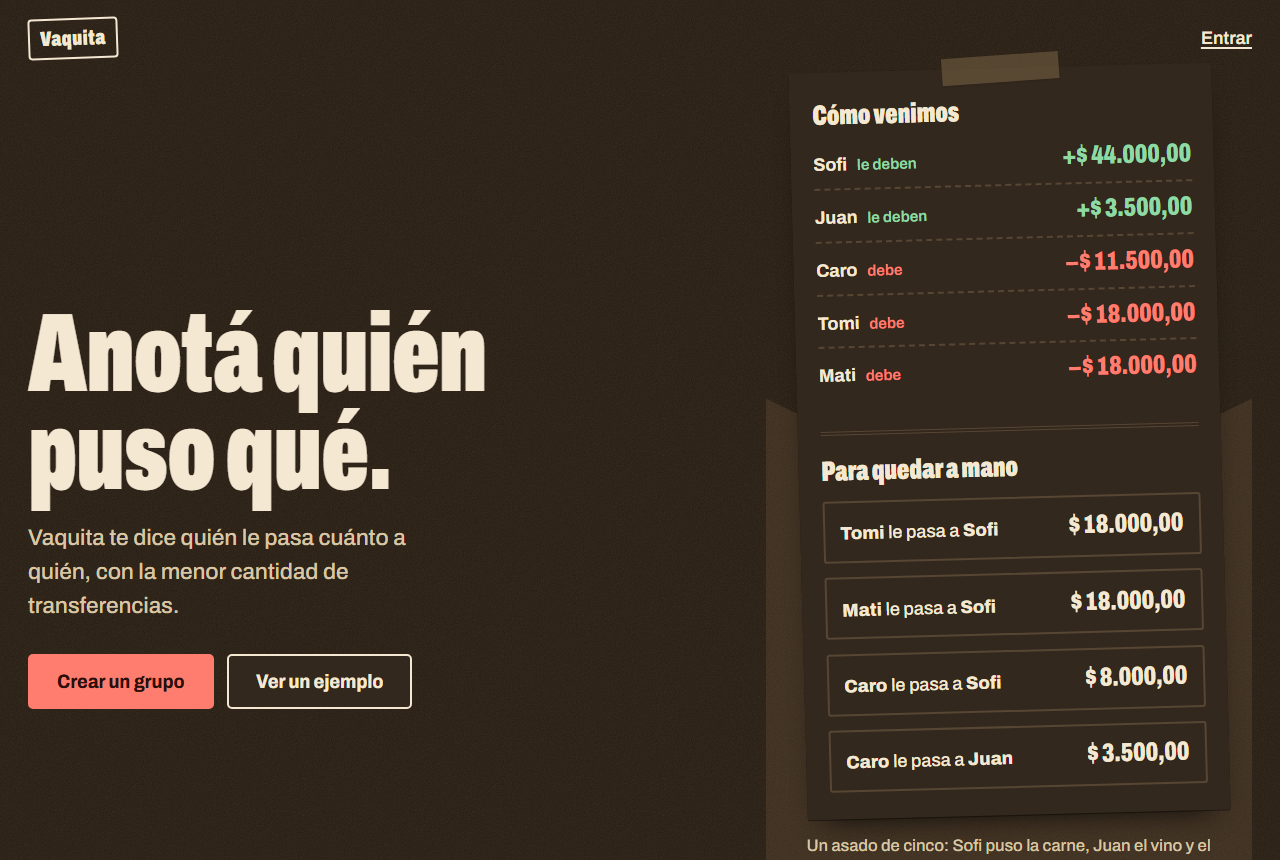 Vaquita
Entrar
Anotá quién
puso qué.
Vaquita te dice quién le pasa cuánto a
quién, con la menor cantidad de
transferencias.
Crear un grupo
Ver un ejemplo
Cómo venimos
Sofi le deben +$ 44.000,00
Juan le deben +$ 3.500,00
Caro debe –$ 11.500,00
Tomi debe –$ 18.000,00
Mati debe –$ 18.000,00
Para quedar a mano
Tomi le pasa a Sofi $ 18.000,00
Mati le pasa a Sofi $ 18.000,00
Caro le pasa a Sofi $ 8.000,00
Caro le pasa a Juan $ 3.500,00
Un asado de cinco: Sofi puso la carne, Juan el vino y el